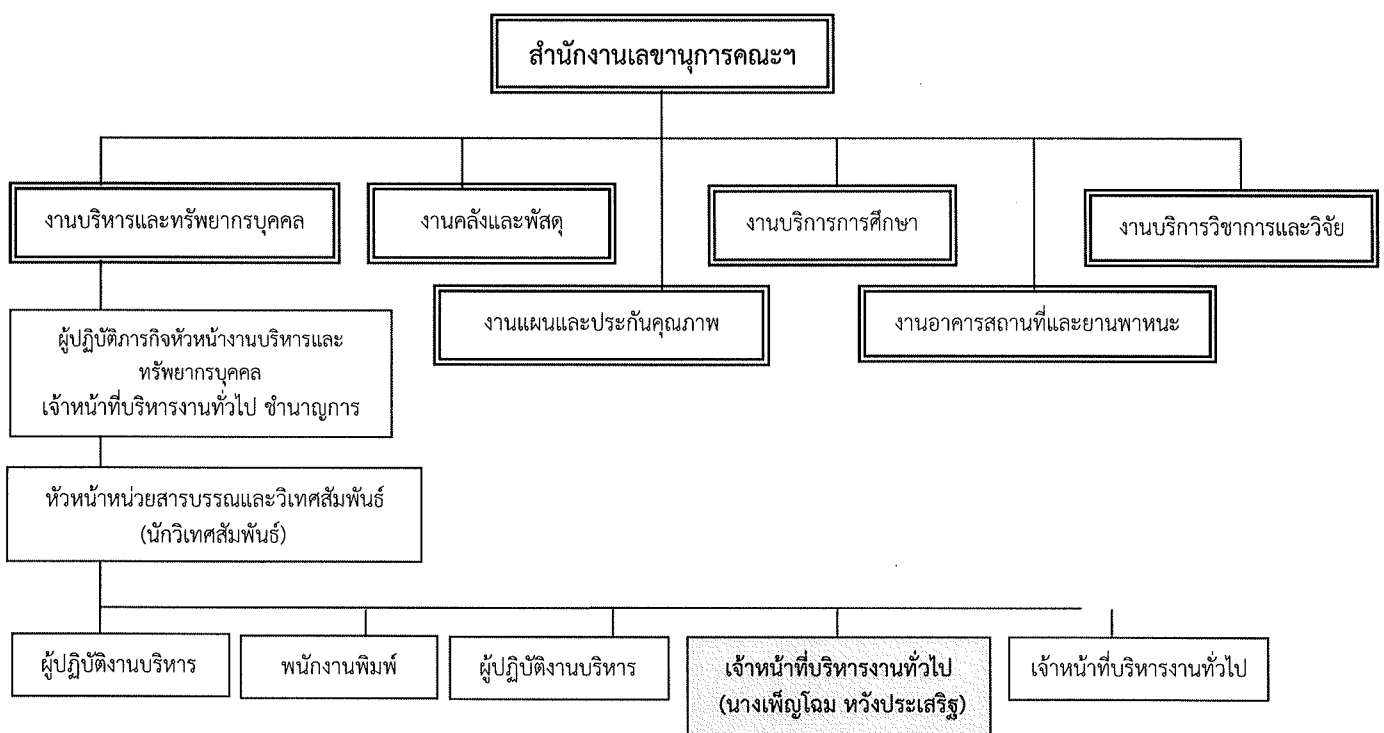 สำนักงานเลขานุการคณะฯ
งานบริหารและทรัพยากรบุคคล
งานคลังและพัสดุ
งานบริการการศึกษา
งานบริการวิชาการและวิจัย
งานแผนและประกันคุณภาพ
งานอาคารสถานที่และยานพาหนะ
ผู้ปฏิบัติภารกิจหัวหน้างานบริหารและ
ทรัพยากรบุคคล
เจ้าหน้าที่บริหารงานทั่วไป ชำนาญการ
หัวหน้าหน่วยสารบรรณและวิเทศสัมพันธ์
(นักวิเทศสัมพันธ์)
ผู้ปฏิบัติงานบริหาร
พนักงานพิมพ์
ผู้ปฏิบัติงานบริหาร
เจ้าหน้าที่บริหารงานทั่วไป
(นางเพ็ญโฉม หวังประเสริฐ)
เจ้าหน้าที่บริหารงานทั่วไป